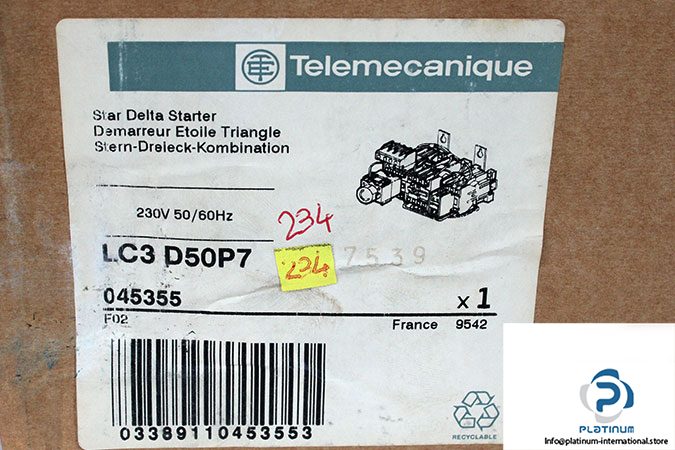 Telemecanique
Star Delta Starter
Demarreur Etoile Triangle
Stern-Dreieck-Kombination
230V 50/60Hz
234
LC3 D50P7
224
7539
045355
x 1
F02
France 9542
03389110453553
RECYCLABLE
PLATINUM
Info@platinum-international.store